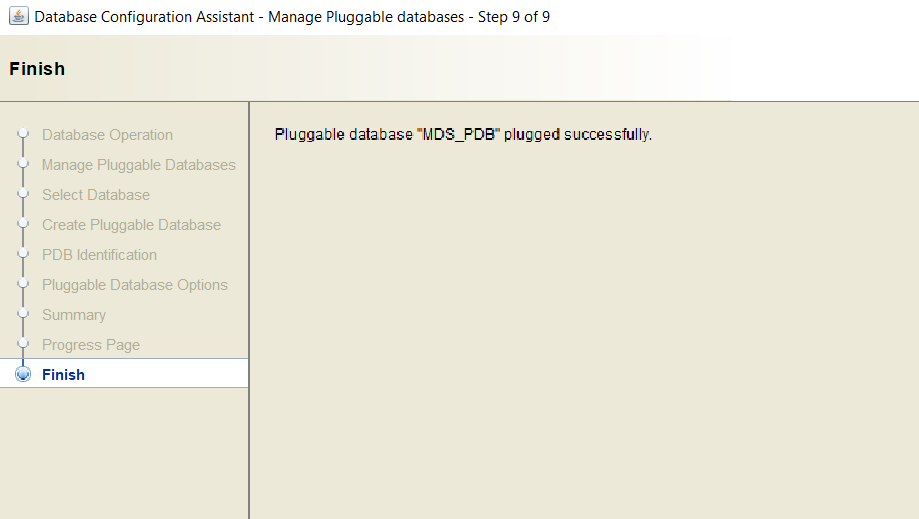 Database Configuration Assistant - Manage Pluggable databases - Step 9 of 9
Finish
Database Operation
Manage Pluggable Databases
Select Database
Create Pluggable Database
PDB Identification
Pluggable Database Options
Summary
Progress Page
Finish
Pluggable database "MDS_PDB" plugged successfully.